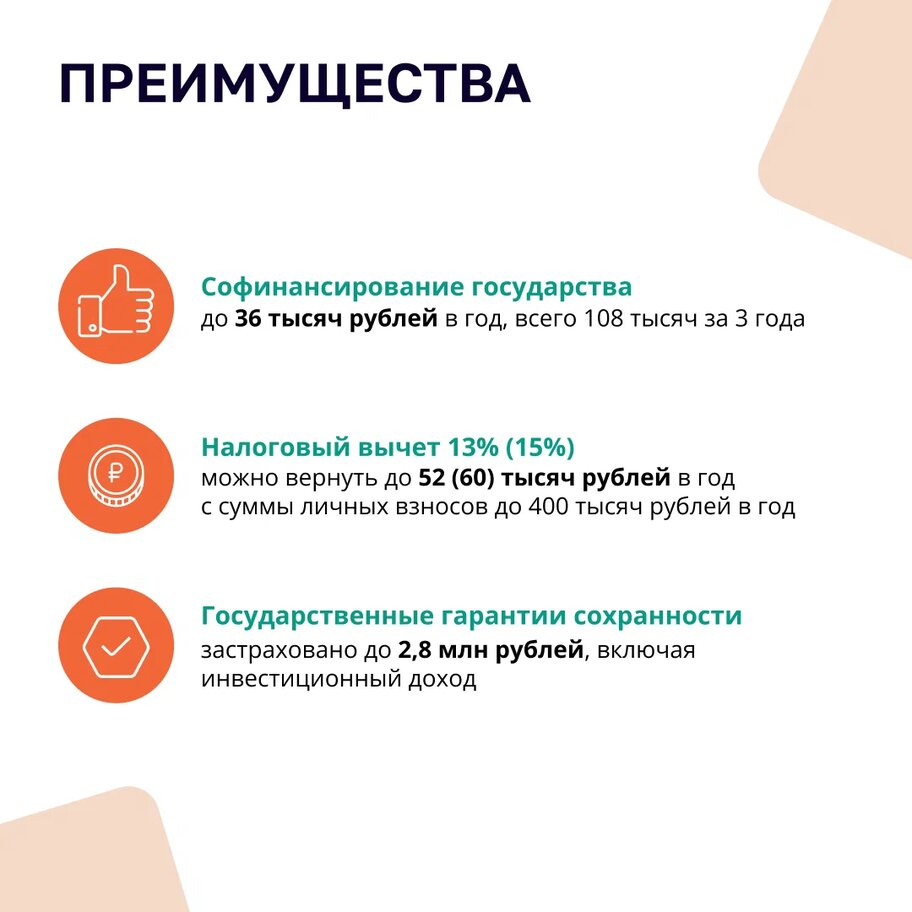 ПРЕИМУЩЕСТВА
Софинансирование государства
до 36 тысяч рублей в год, всего 108 тысяч за 3 года
Налоговый вычет 13% (15%)
можно вернуть до 52 (60) тысяч рублей в год
с суммы личных взносов до 400 тысяч рублей в год
Государственные гарантии сохранности
застраховано до 2,8 млн рублей, включая
инвестиционный доход